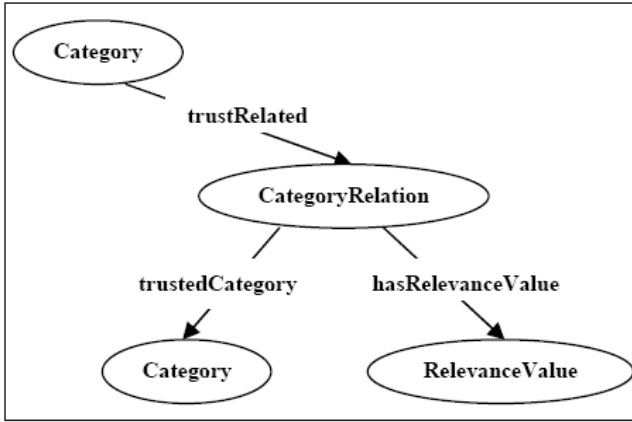 Category
trustRelated
CategoryRelation
trustedCategory hasRelevanceValue
Category RelevanceValue